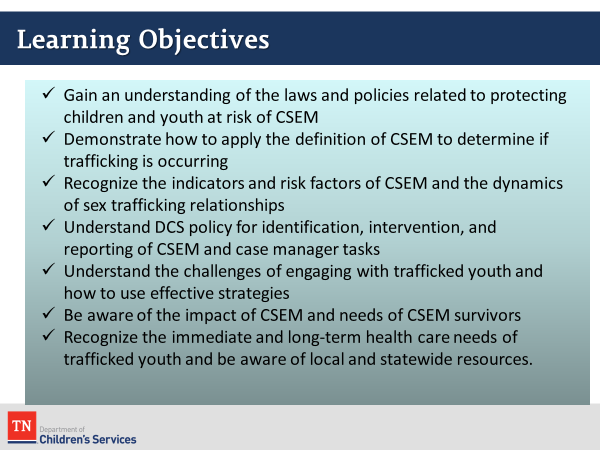 Learning Objectives
✓ Gain an understanding of the laws and policies related to protecting
children and youth at risk of CSEM
✓ Demonstrate how to apply the definition of CSEM to determine if
trafficking is occurring
✓ Recognize the indicators and risk factors of CSEM and the dynamics
of sex trafficking relationships
✓ Understand DCS policy for identification, intervention, and
reporting of CSEM and case manager tasks
✓ Understand the challenges of engaging with trafficked youth and
how to use effective strategies
✓ Be aware of the impact of CSEM and needs of CSEM survivors
✓ Recognize the immediate and long-term health care needs of
trafficked youth and be aware of local and statewide resources.
TN
Department of
Children's Services